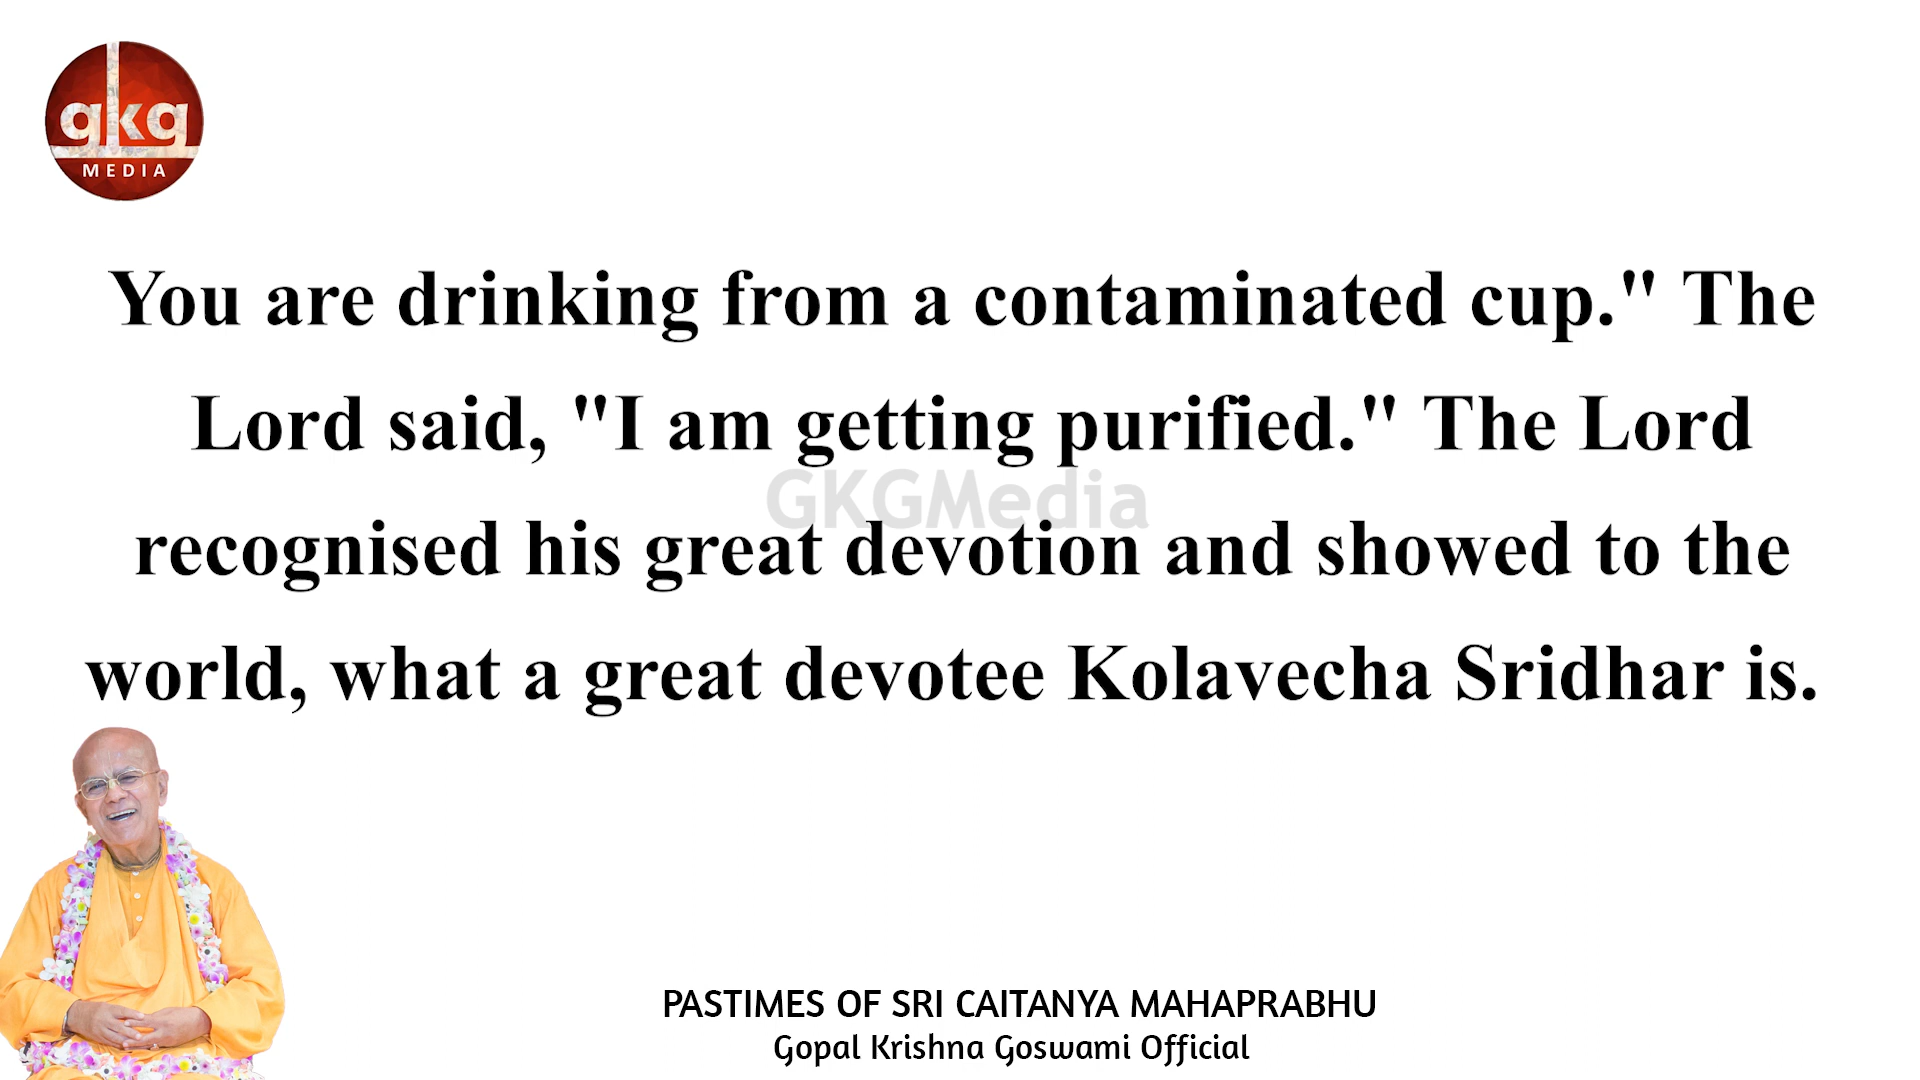 gkg
MEDIA
You are drinking from a contaminated cup." The
Lord said, "I am getting purified." The Lord
GKGMedia
recognised his great devotion and showed to the
world, what a great devotee Kolavecha Sridhar is.
PASTIMES OF SRI CAITANYA MAHAPRABHU
Gopal Krishna Goswami Official